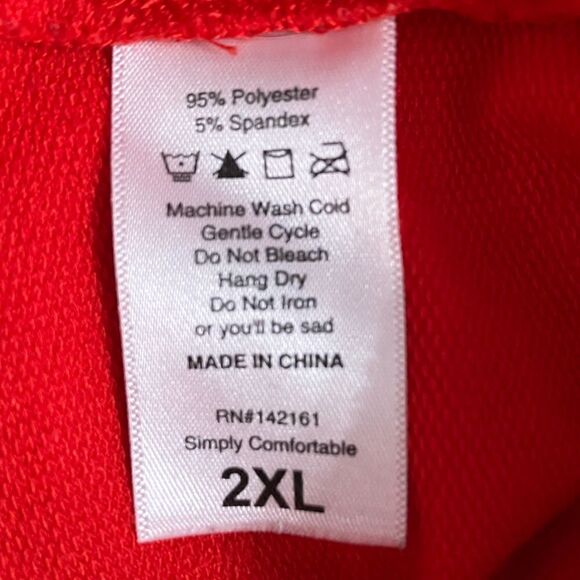 95% Polyester
5% Spandex
Machine Wash Cold
Gentle Cycle
Do Not Bleach
Hang Dry
Do Not Iron
or you'll be sad
MADE IN CHINA
RN#142161
Simply Comfortable
2XL